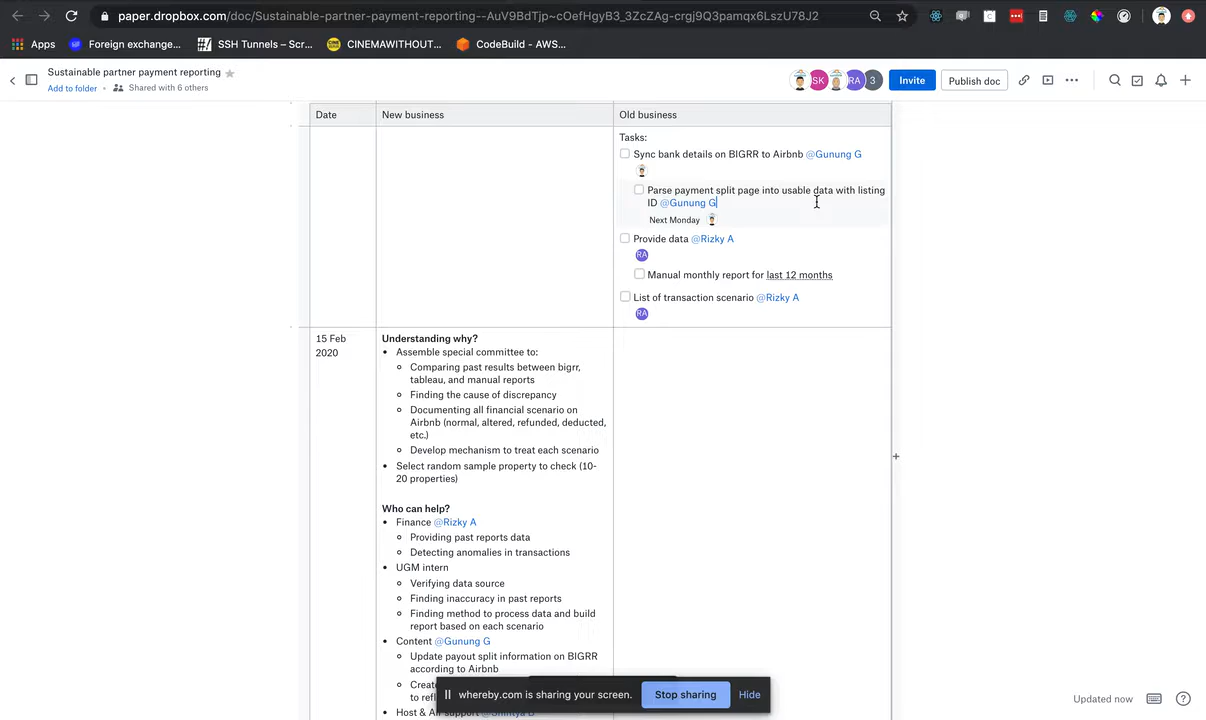 paper.dropbox.com/doc/Sustainable-partner-payment-reporting--AuV9BdTjp~cOefHgyB3_3ZcZAg-crgj9Q3pamqx6LszU78J2
Apps
Foreign exchange...
SSH Tunnels – Scr...
CINEMAWITHOUT...
CodeBuild - AWS...
Sustainable partner payment reporting
Add to folder
Shared with 6 others
SK
RA
3
Invite
Publish doc
Date
New business
Old business
Tasks:
Sync bank details on BIGRR to Airbnb @Gunung G
Parse payment split page into usable data with listing
ID @Gunung G
Next Monday
Provide data @Rizky A
RA
Manual monthly report for last 12 months
List of transaction scenario @Rizky A
RA
15 Feb
2020
Understanding why?
Assemble special committee to:
Comparing past results between bigrr,
tableau, and manual reports
Finding the cause of discrepancy
Documenting all financial scenario on
Airbnb (normal, altered, refunded, deducted,
etc.)
Develop mechanism to treat each scenario
Select random sample property to check (10-
20 properties)
Who can help?
Finance @Rizky A
Providing past reports data
Detecting anomalies in transactions
UGM intern
Verifying data source
Finding inaccuracy in past reports
Finding method to process data and build
report based on each scenario
Content @Gunung G
Update payout split information on BIGRR
according to Airbnb
to refl
Host & Air support
whereby.com is sharing your screen.
Stop sharing
Hide
Updated now